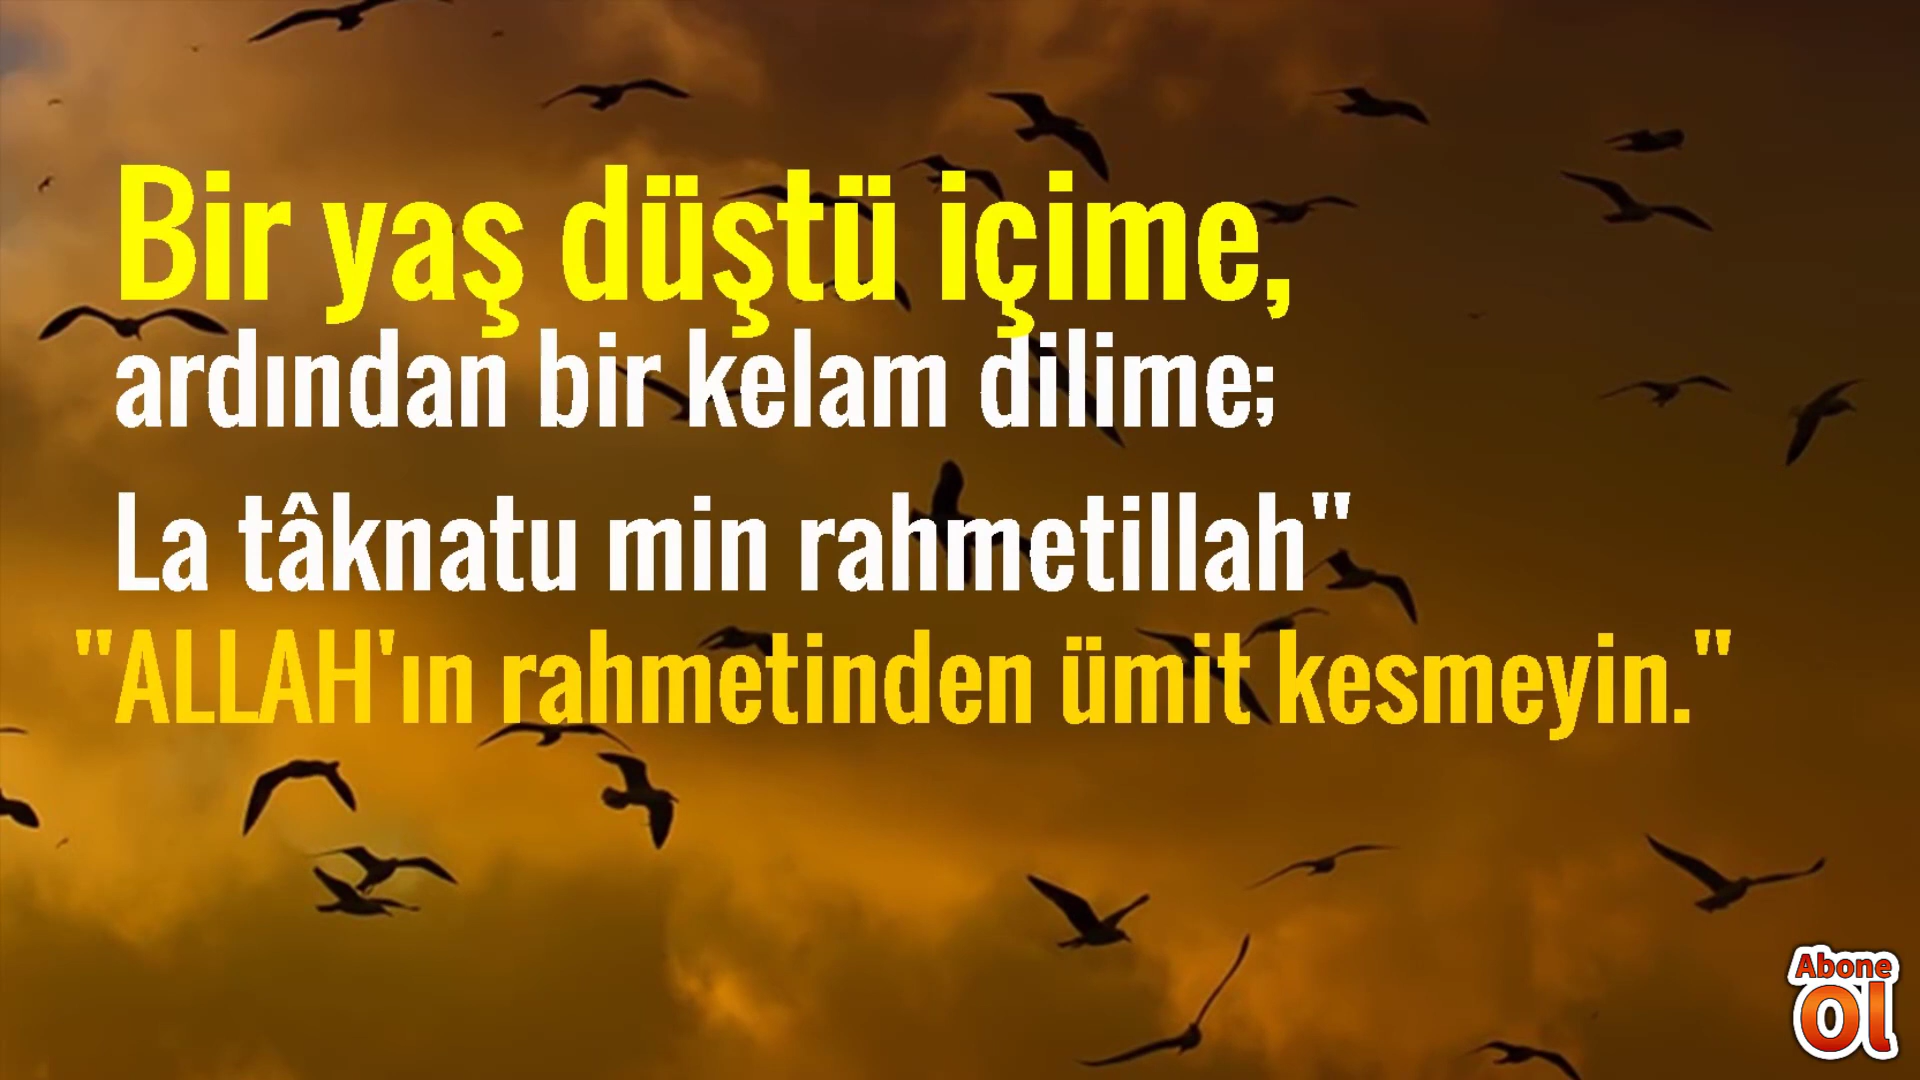 Bir yaş düştü içime,
ardından bir kelam dilime;
La tâknatu min rahmetillah"
"ALLAH'ın rahmetinden ümit kesmeyin."
Abone
Ol